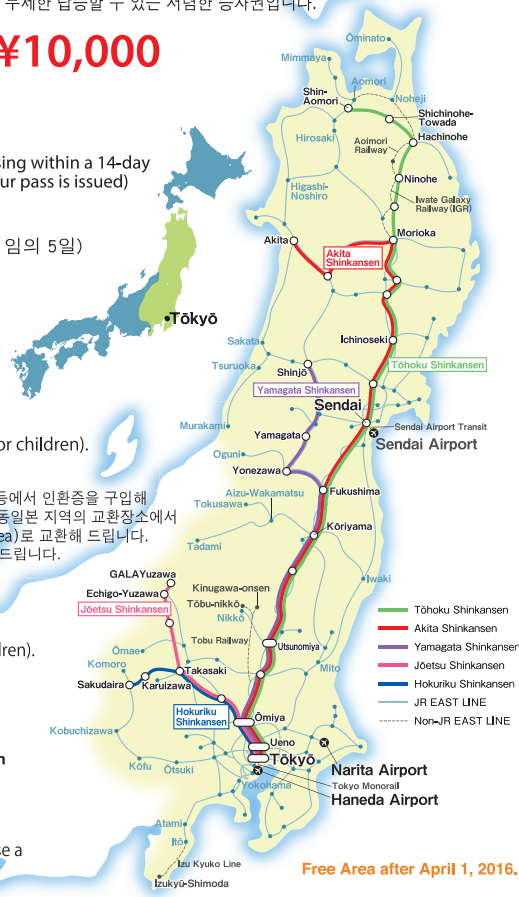 무제한 탑승할 수 있는 저렴한 승차권입니다.
¥10,000
sing within a 14-day
ur pass is issued)
임의 5일)
Tōkyō
or children).
등에서 인환증을 구입해
동일본 지역의 교환장소에서
ea)로 교환해 드립니다.
드립니다.
dren).
n
se a
Ōminato
Mimmaya
Aomori
Shin-
Aomori
Noheji
Shichinohe-
Towada
Hachinohe
Hirosaki
Aoimori
Railway
Ninohe
Higashi-
Noshiro
Iwate Galaxy
Railway(IGR)
Morioka
Akita
Akita
Shinkansen
Ichinoseki
Sakata
Tsuruoka
Shinjō
Tōhoku Shinkansen
Yamagata Shinkansen
Sendai
Murakami
Yamagata
Sendai Airport Transit
Sendai Airport
Oguni
Yonezawa
Aizu-Wakamatsu
Fukushima
Tokusawa
Kōriyama
Tadami
GALAYuzawa
Iwaki
Echigo-Yuzawa
Kinugawa-onsen
Jōetsu Shinkansen
Tōbu-nikkō
Nikkō
Tobu Railway
Utsunomiya
Ōmae
Komoro
Takasaki
Mito
Sakudaira
Karuizawa
Hokuriku
Shinkansen
Ōmiya
Kobuchizawa
Ueno
Tōkyō
Kōfu
Ōtsuki
Narita Airport
Tokyo Monorail
Yokohama
Haneda Airport
Atami
Itō
Izu Kyuko Line
Izukyū-Shimoda
Tōhoku Shinkansen
Akita Shinkansen
Yamagata Shinkansen
Jōetsu Shinkansen
Hokuriku Shinkansen
JR EAST LINE
Non-JR EAST LINE
Free Area after April 1, 2016.